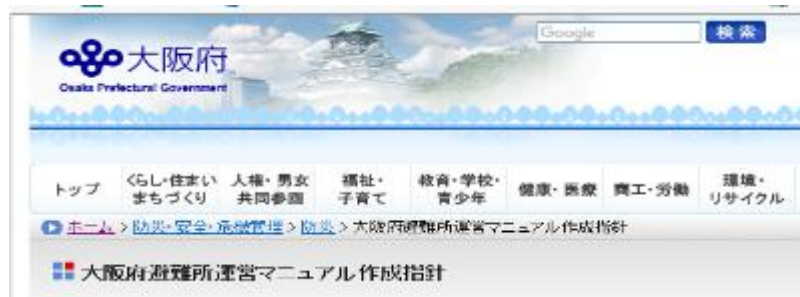 Google
検索
大阪府
Osaka Prefectural Government
トップ
くらし・住まい
まちづくり
人権・男女
共同参画
福祉・
子育て
教育・学校・
青少年
健康・医療
商工・労働
環境・
リサイクル
ホーム > 防災・安全・危機管理 > 防災 > 大阪府避難所運営マニュアル作成指針
大阪府避難所運営マニュアル作成指針